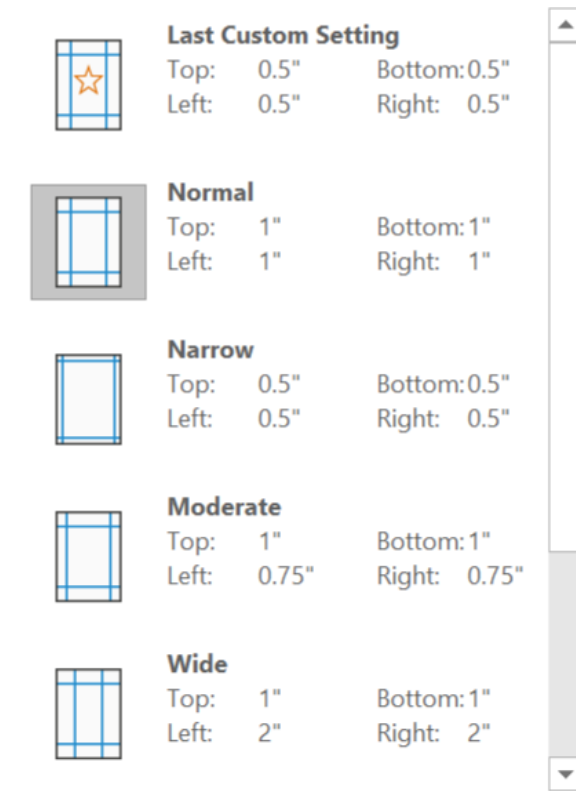 Last Custom Setting
Top: 0.5" Bottom: 0.5"
Left: 0.5" Right: 0.5"
Normal
Top: 1" Bottom: 1"
Left: 1" Right: 1"
Narrow
Top: 0.5" Bottom: 0.5"
Left: 0.5" Right: 0.5"
Moderate
Top: 1" Bottom: 1"
Left: 0.75" Right: 0.75"
Wide
Top: 1" Bottom: 1"
Left: 2" Right: 2"